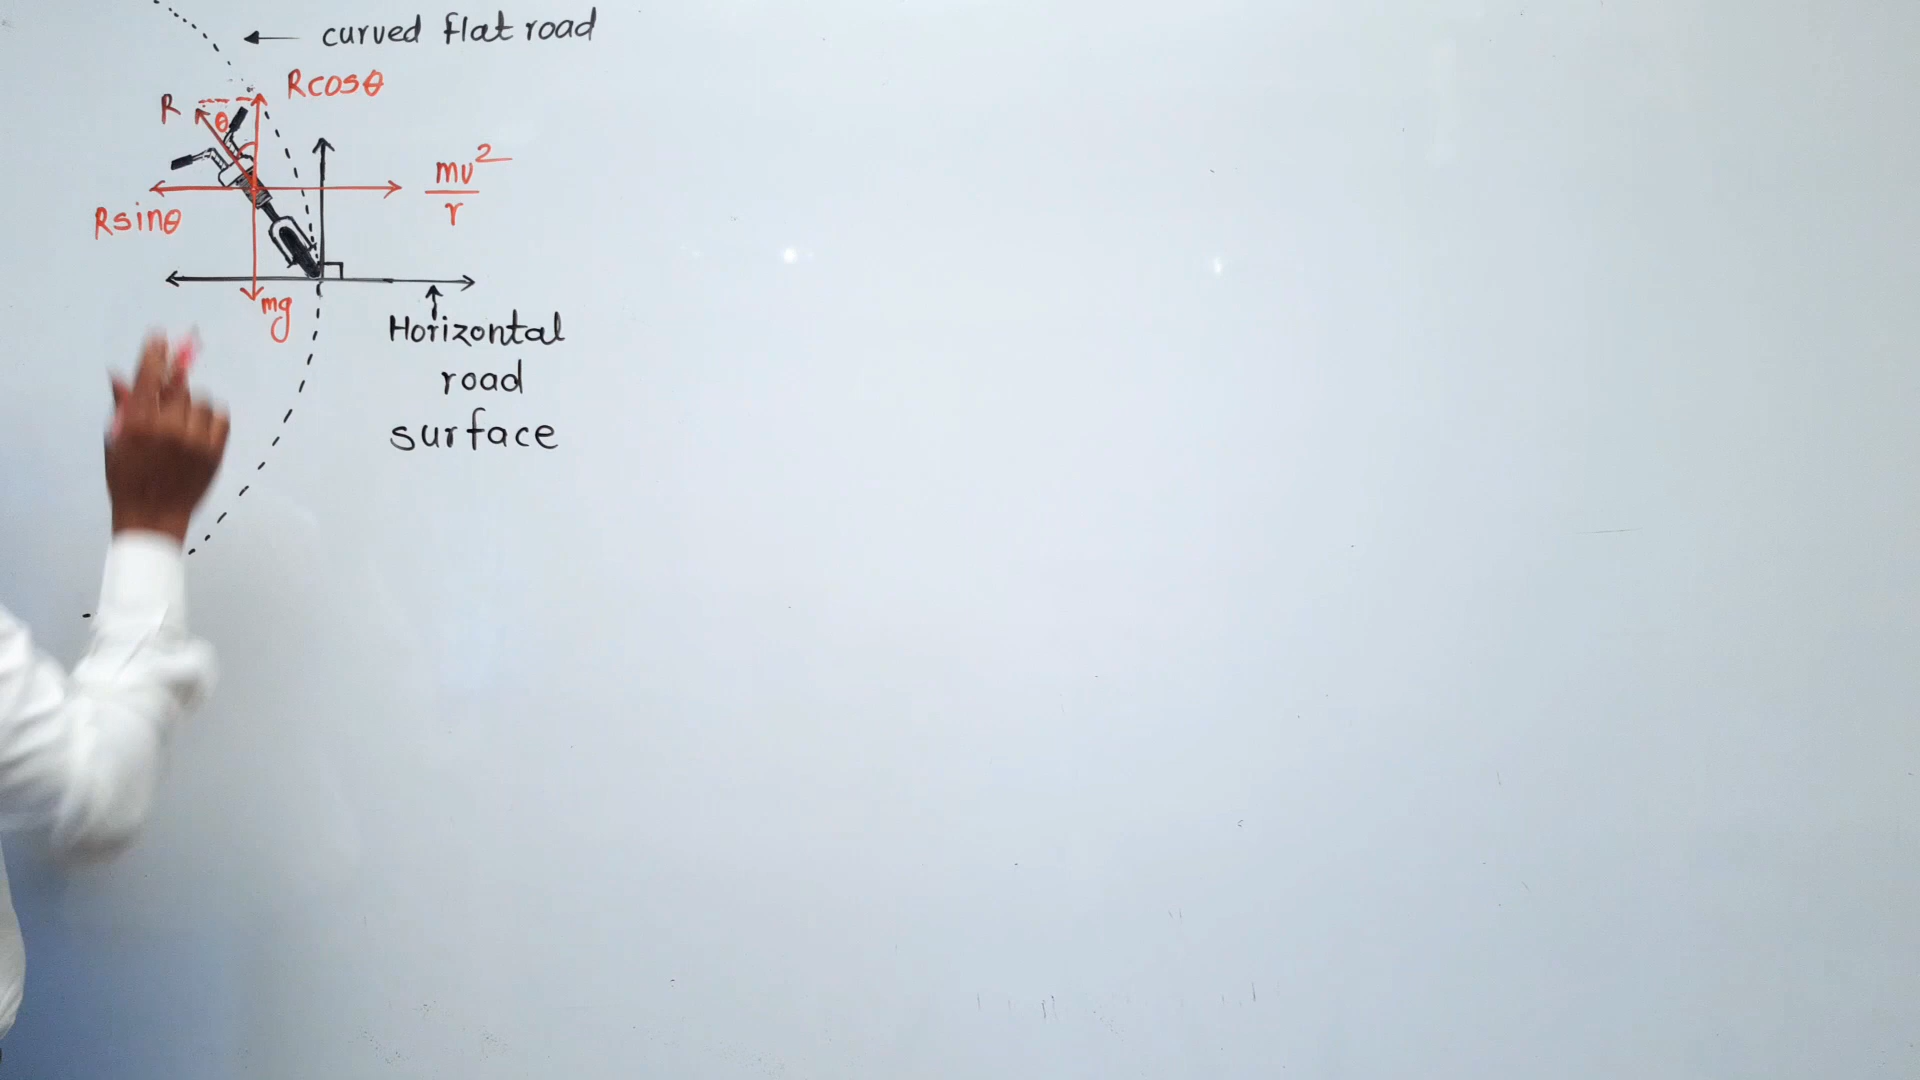 curved flat road
Rcosθ
R
θ
mv²
r
Rsinθ
mg
Horizontal
road
surface